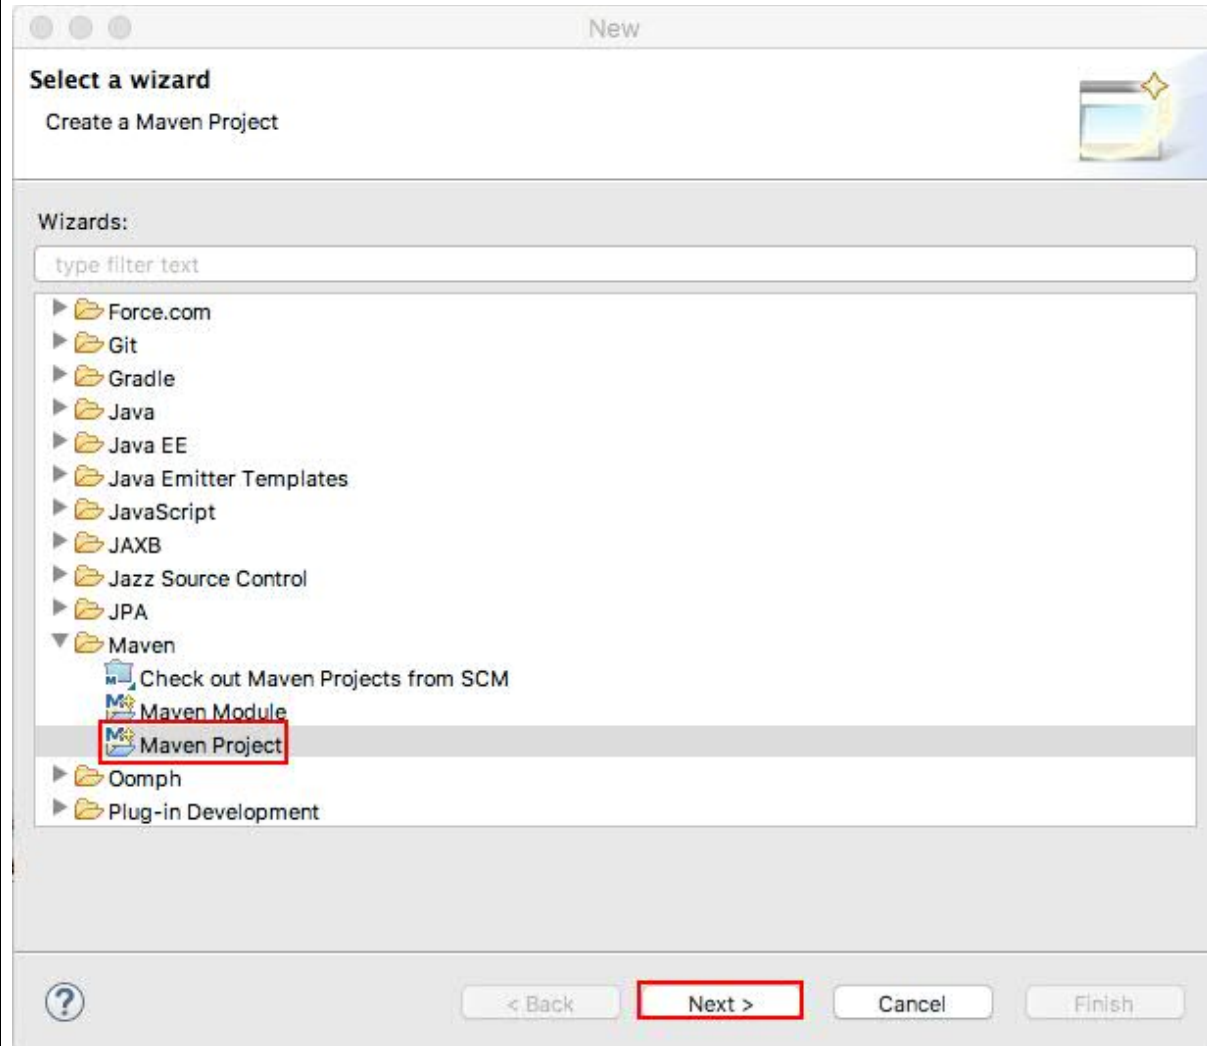 New
Select a wizard
Create a Maven Project
Wizards:
type filter text
Force.com
Git
Gradle
Java
Java EE
Java Emitter Templates
JavaScript
JAXB
Jazz Source Control
JPA
Maven
Check out Maven Projects from SCM
Maven Module
Maven Project
Oomph
Plug-in Development
? < Back Next > Cancel Finish